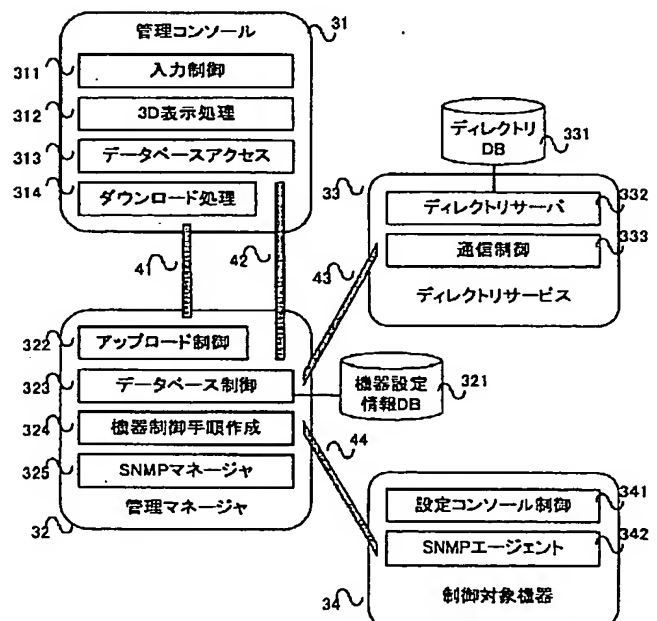 管理コンソール
31
311
入力制御
312
3D表示処理
313
データベースアクセス
314
ダウンロード処理
41
42
322
アップロード制御
323
データベース制御
324
機器制御手順作成
325
SNMPマネージャ
管理マネージャ
32
ディレクトリ
DB
331
33
ディレクトリサーバ
332
通信制御
333
ディレクトリサービス
43
機器設定
情報DB
321
44
設定コンソール制御
341
SNMPエージェント
342
制御対象機器
34